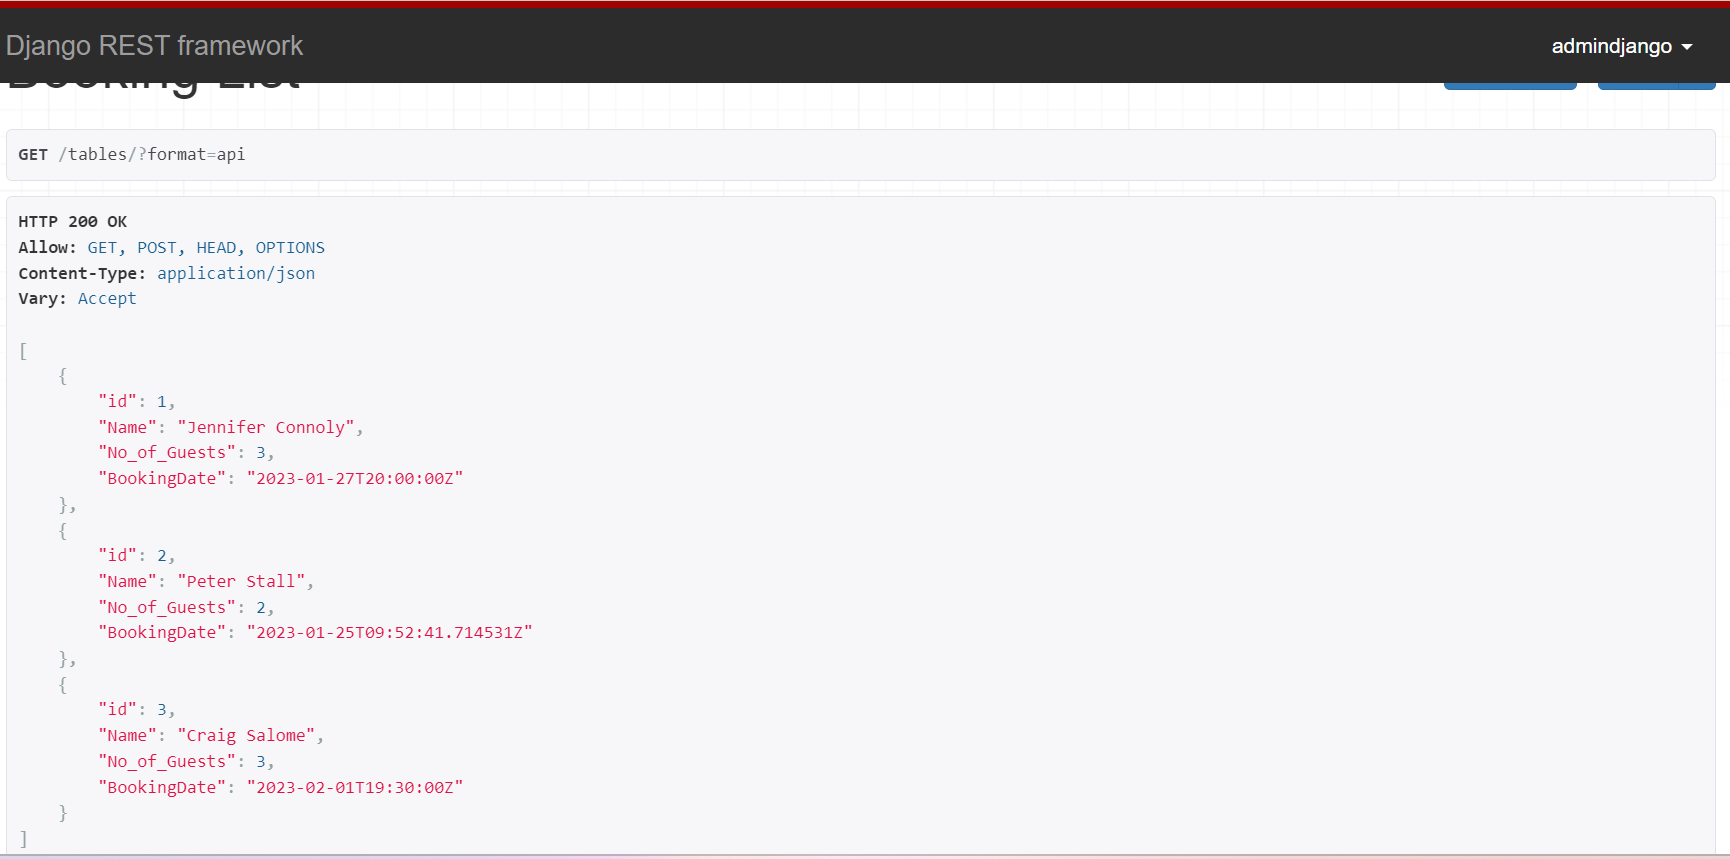 Django REST framework
admindjango
Booking List
GET /tables/?format=api
HTTP 200 OK
Allow: GET, POST, HEAD, OPTIONS
Content-Type: application/json
Vary: Accept
[
{
"id": 1,
"Name": "Jennifer Connoly",
"No_of_Guests": 3,
"BookingDate": "2023-01-27T20:00:00Z"
},
{
"id": 2,
"Name": "Peter Stall",
"No_of_Guests": 2,
"BookingDate": "2023-01-25T09:52:41.714531Z"
},
{
"id": 3,
"Name": "Craig Salome",
"No_of_Guests": 3,
"BookingDate": "2023-02-01T19:30:00Z"
}
]